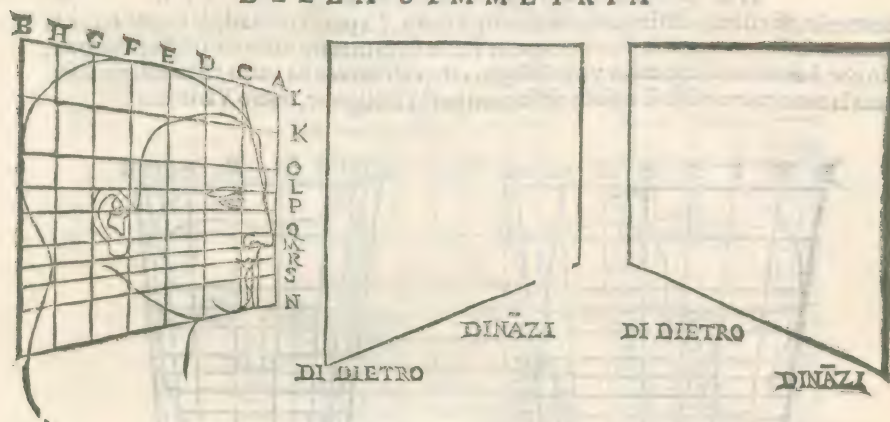 DELLA SIMMETRIA
B H G F E D C A
I
K
O
L
P
Q
M
R
S
N
DINĀZI
DI DIETRO
DI DIETRO
DINĀZI